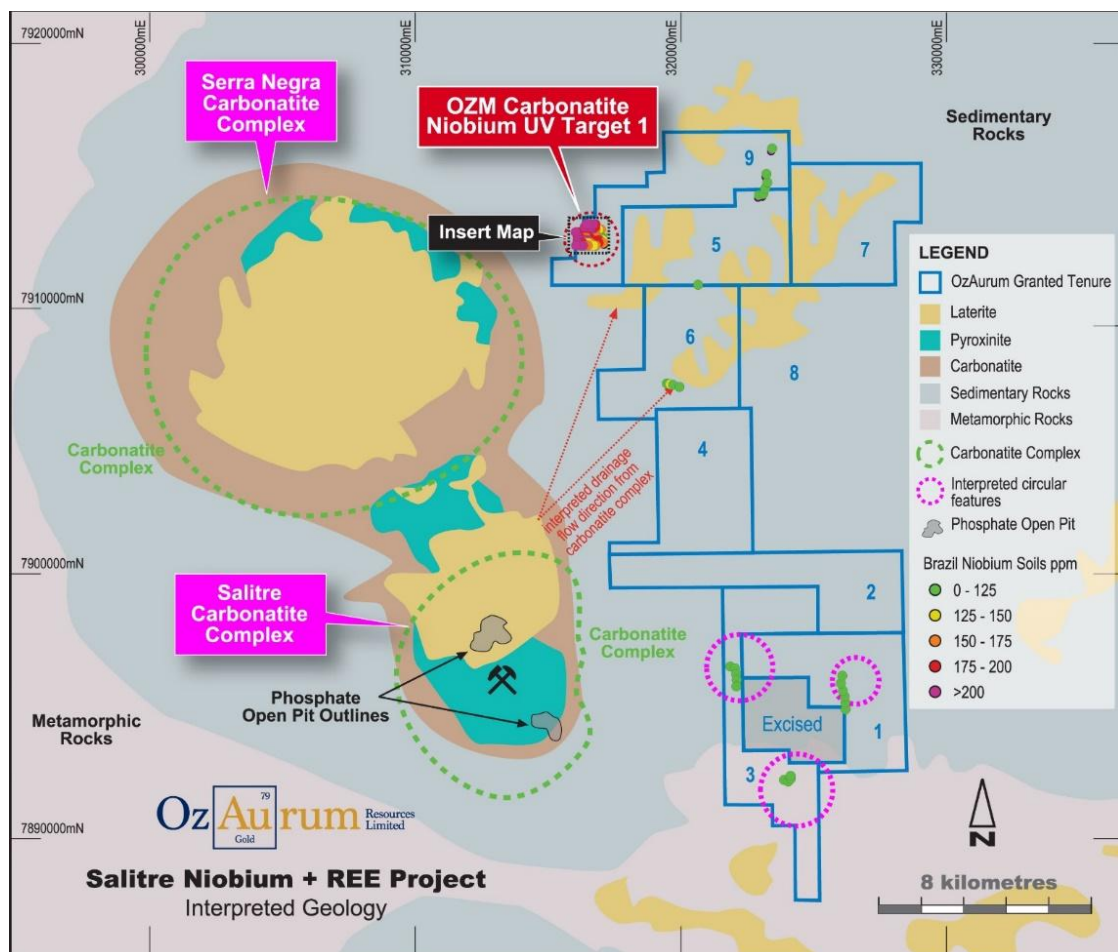 7920000mN
300000mE
310000mE
320000mE
330000mE
Serra Negra
Carbonatite
Complex
OZM Carbonatite
Niobium UV Target 1
Sedimentary
Rocks
Insert Map
9
5
7
7910000mN
6
8
4
Carbonatite
Complex
interpreted drainage
flow direction from
carbonatite complex
7900000mN
Salitre
Carbonatite
Complex
Carbonatite
Complex
2
Phosphate
Open Pit Outlines
Excised
1
3
Metamorphic
Rocks
LEGEND
OzAurum Granted Tenure
Laterite
Pyroxinite
Carbonatite
Sedimentary Rocks
Metamorphic Rocks
Carbonatite Complex
Interpreted circular
features
Phosphate Open Pit
Brazil Niobium Soils ppm
0 - 125
125 - 150
150 - 175
175 - 200
>200
79
OzAurum
Gold
Resources
Limited
7890000mN
Salitre Niobium + REE Project
Interpreted Geology
N
8 kilometres